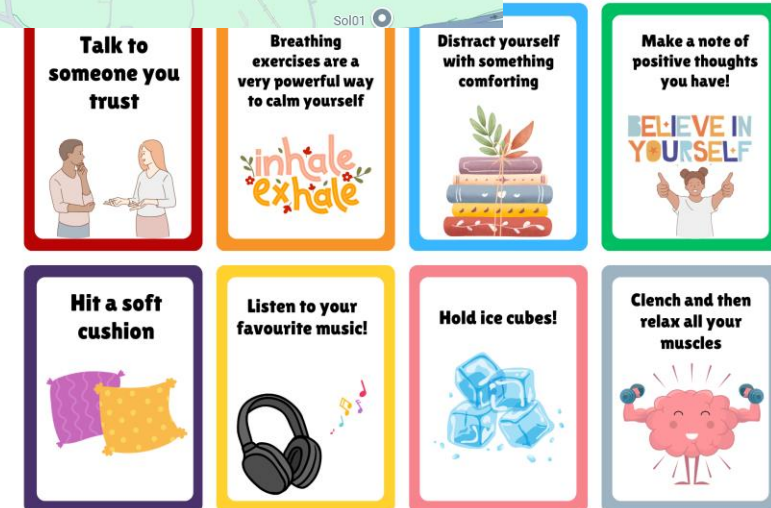 Sol01
Talk to
someone you
trust
Breathing
exercises are a
very powerful way
to calm yourself
inhale
exhale
Distract yourself
with something
comforting
Make a note of
positive thoughts
you have!
BELIEVE IN
YOURSELF
Hit a soft
cushion
Listen to your
favourite music!
Hold ice cubes!
Clench and then
relax all your
muscles